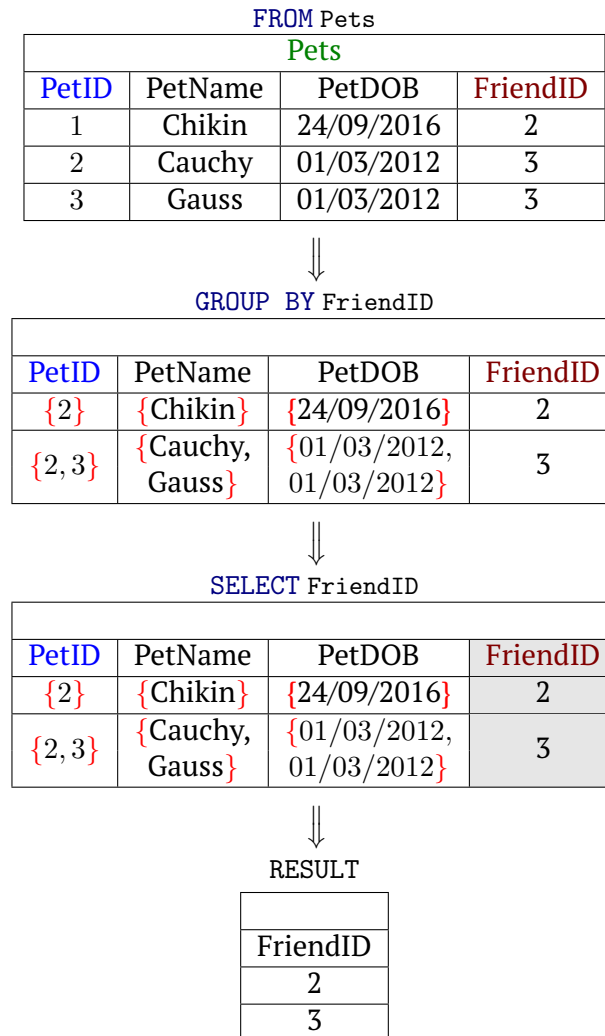 FROM Pets
Pets
PetID PetName PetDOB FriendID
1 Chikin 24/09/2016 2
2 Cauchy 01/03/2012 3
3 Gauss 01/03/2012 3
⇓
GROUP BY FriendID
PetID PetName PetDOB FriendID
{2} {Chikin} {24/09/2016} 2
{2, 3} {Cauchy, Gauss} {01/03/2012, 01/03/2012} 3
⇓
SELECT FriendID
PetID PetName PetDOB FriendID
{2} {Chikin} {24/09/2016} 2
{2, 3} {Cauchy, Gauss} {01/03/2012, 01/03/2012} 3
⇓
RESULT
FriendID
2
3